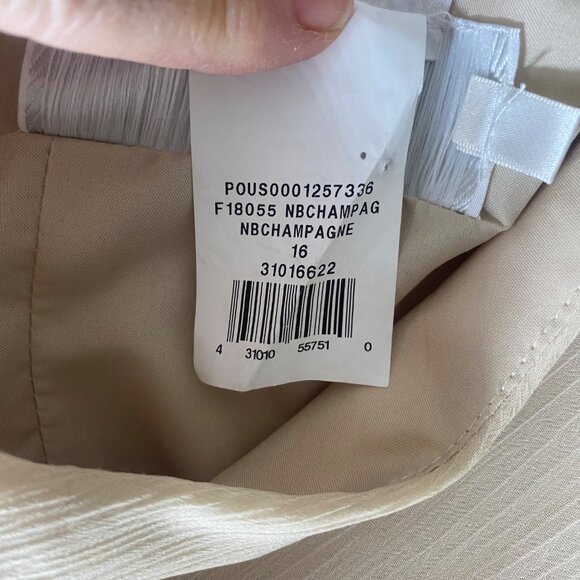 POUS0001257336
F18055 NBCHAMPAG
NBCHAMPAGNE
16
31016622
4 31010 55751 0